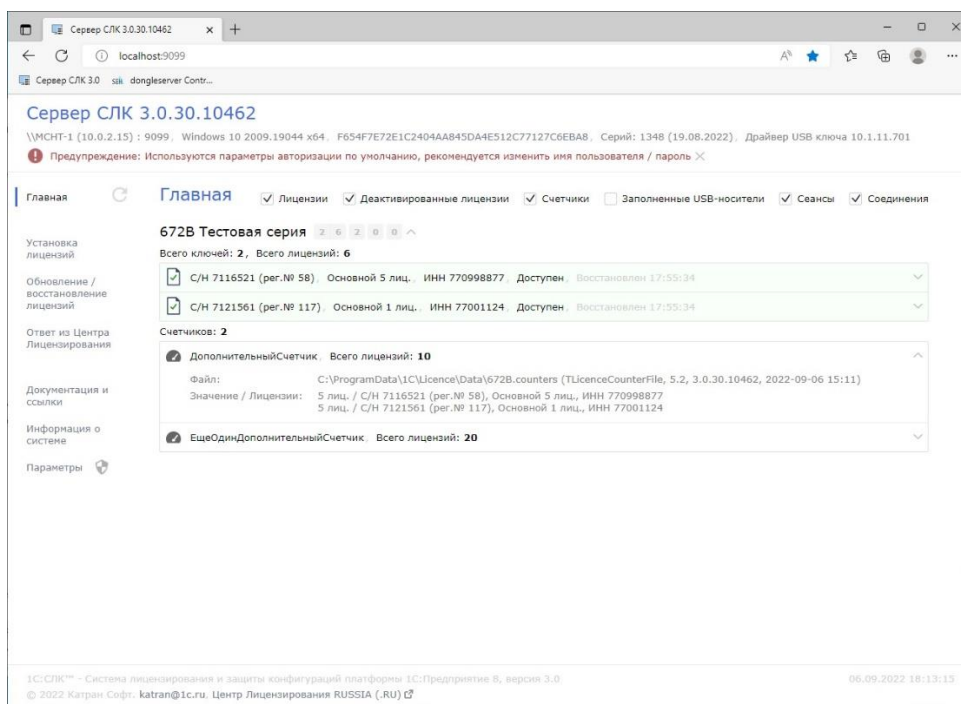 Сервер СЛК 3.0.30.10462
localhost:9099
Сервер СЛК 3.0 slk dongleserver Contr...
Сервер СЛК 3.0.30.10462
\\МСНТ-1 (10.0.2.15) : 9099, Windows 10 2009.19044 x64, F654F7E72E1C2404AA845DA4E512C77127C6EBA8, Серий: 1348 (19.08.2022), Драйвер USB ключа 10.1.11.701
Предупреждение: Используются параметры авторизации по умолчанию, рекомендуется изменить имя пользователя / пароль
Главная
Установка
лицензий
Обновление /
восстановление
лицензий
Ответ из Центра
Лицензирования
Документация и
ссылки
Информация о
системе
Параметры
Главная Лицензии Деактивированные лицензии Счетчики Заполненные USB-носители Сеансы Соединения
672B Тестовая серия 2 6 2 0 0
Всего ключей: 2, Всего лицензий: 6
С/Н 7116521 (рег.№ 58), Основной 5 лиц., ИНН 770998877, Доступен, Восстановлен 17:55:34
С/Н 7121561 (рег.№ 117), Основной 1 лиц., ИНН 77001124, Доступен, Восстановлен 17:55:34
Счетчиков: 2
ДополнительныйСчетчик, Всего лицензий: 10
Файл: C:\ProgramData\1C\Licence\Data\672B.counters (TLicenceCounterFile, 5.2, 3.0.30.10462, 2022-09-06 15:11)
Значение / Лицензии: 5 лиц. / С/Н 7116521 (рег.№ 58), Основной 5 лиц., ИНН 770998877
5 лиц. / С/Н 7121561 (рег.№ 117), Основной 1 лиц., ИНН 77001124
ЕщеОдинДополнительныйСчетчик, Всего лицензий: 20
1С:СЛК™ - Система лицензирования и защиты конфигураций платформы 1С:Предприятие 8, версия 3.0
06.09.2022 18:13:15
© 2022 Катран Софт, katran@1c.ru, Центр Лицензирования RUSSIA (.RU)